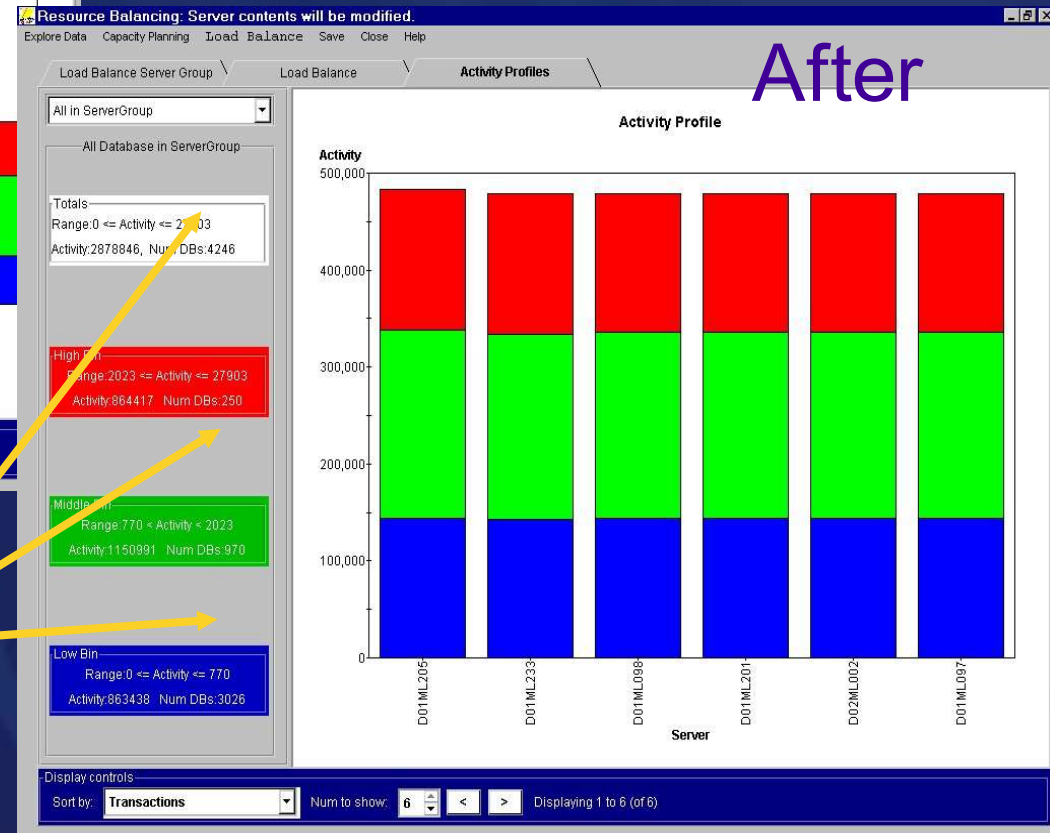 Resource Balancing: Server contents will be modified.
Explore Data Capacity Planning Load Balance Save Close Help
After
Load Balance Server Group Load Balance Activity Profiles
All in ServerGroup
All Database in ServerGroup
Totals
Range:0 <= Activity <=
Activity:2878846, Num DBs:4246
High
Range:2023 <= Activity <= 27903
Activity:864417 Num DBs:250
Middle
Range:770 < Activity < 2023
Activity:1150991 Num DBs:970
Low Bin
Range:0 <= Activity <= 770
Activity:863438 Num DBs:3026
Activity Profile
Activity
500,000
400,000
300,000
200,000
100,000
0
D01ML205
D01ML233
D01ML098
D01ML201
D02ML002
D01ML097
Server
Display controls
Sort by: Transactions Num to show: 6 < > Displaying 1 to 6 (of 6)